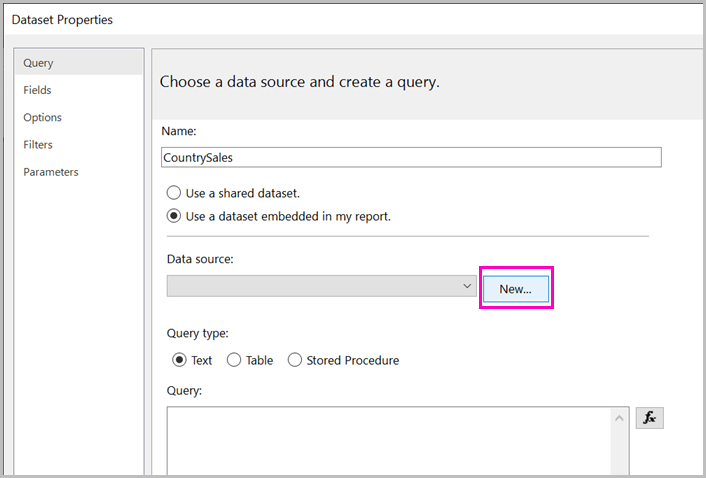 Dataset Properties
Query
Fields
Options
Filters
Parameters
Choose a data source and create a query.
Name:
CountrySales
Use a shared dataset.
Use a dataset embedded in my report.
Data source:
New...
Query type:
Text Table Stored Procedure
Query:
fx